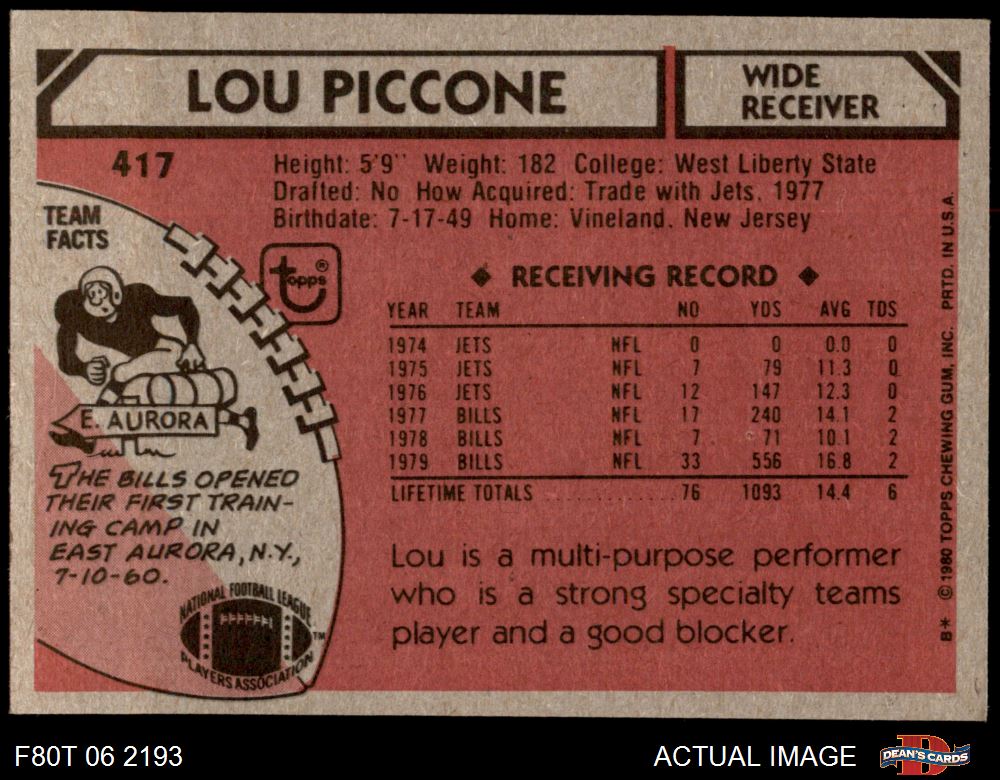 LOU PICCONE
WIDE
RECEIVER
417
Height: 5'9" Weight: 182 College: West Liberty State
Drafted: No How Acquired: Trade with Jets, 1977
Birthdate: 7-17-49 Home: Vineland, New Jersey
TEAM
FACTS
topps®
E. AURORA
THE BILLS OPENED
THEIR FIRST TRAIN-
ING CAMP IN
EAST AURORA, N.Y.,
7-10-60.
NATIONAL FOOTBALL LEAGUE
PLAYERS ASSOCIATION
TM
◆ RECEIVING RECORD ◆
YEAR TEAM NO YDS AVG TDS
1974 JETS NFL 0 0 0.0 0
1975 JETS NFL 7 79 11.3 0
1976 JETS NFL 12 147 12.3 0
1977 BILLS NFL 17 240 14.1 2
1978 BILLS NFL 7 71 10.1 2
1979 BILLS NFL 33 556 16.8 2
LIFETIME TOTALS ............ 76 1093 14.4 6
Lou is a multi-purpose performer
who is a strong specialty teams
player and a good blocker.
B* © 1980 TOPPS CHEWING GUM, INC. PRTD. IN U.S.A.
F80T 06 2193
ACTUAL IMAGE
D
DEAN'S CARDS